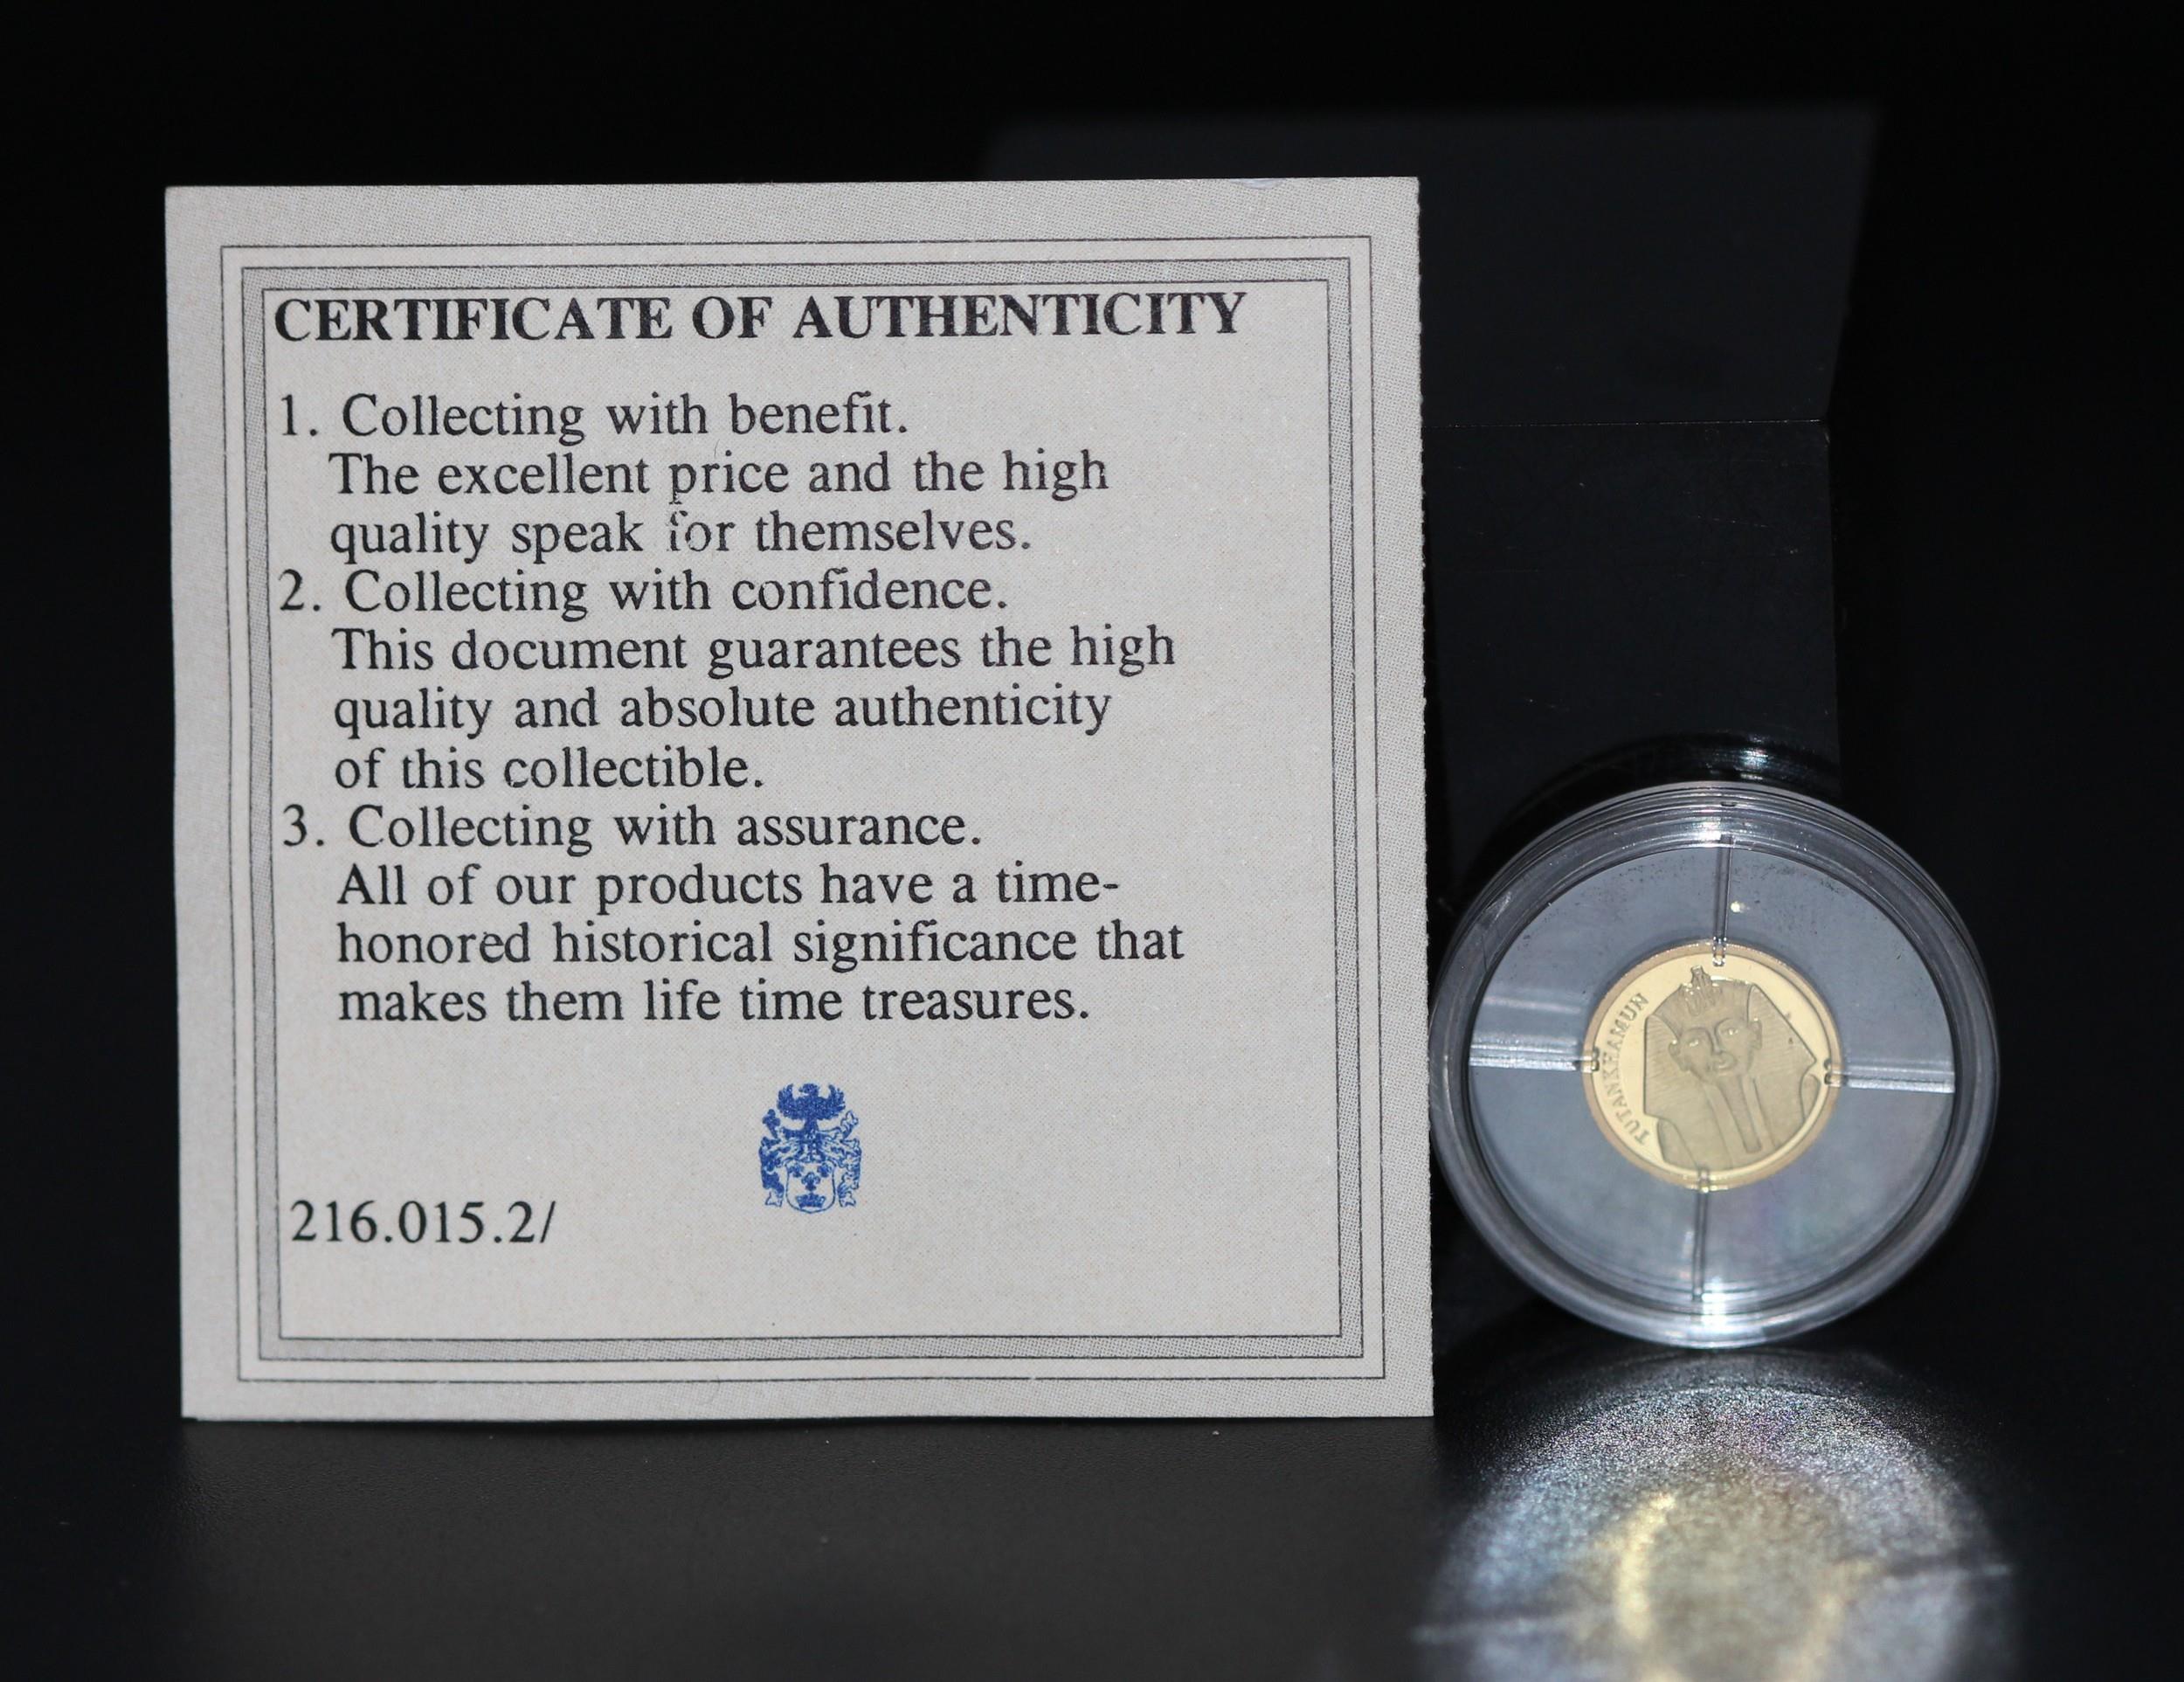 CERTIFICATE OF AUTHENTICITY
1. Collecting with benefit.
The excellent price and the high
quality speak for themselves.
2. Collecting with confidence.
This document guarantees the high
quality and absolute authenticity
of this collectible.
3. Collecting with assurance.
All of our products have a time-
honored historical significance that
makes them life time treasures.
216.015.2/
TUTANKHAMUN